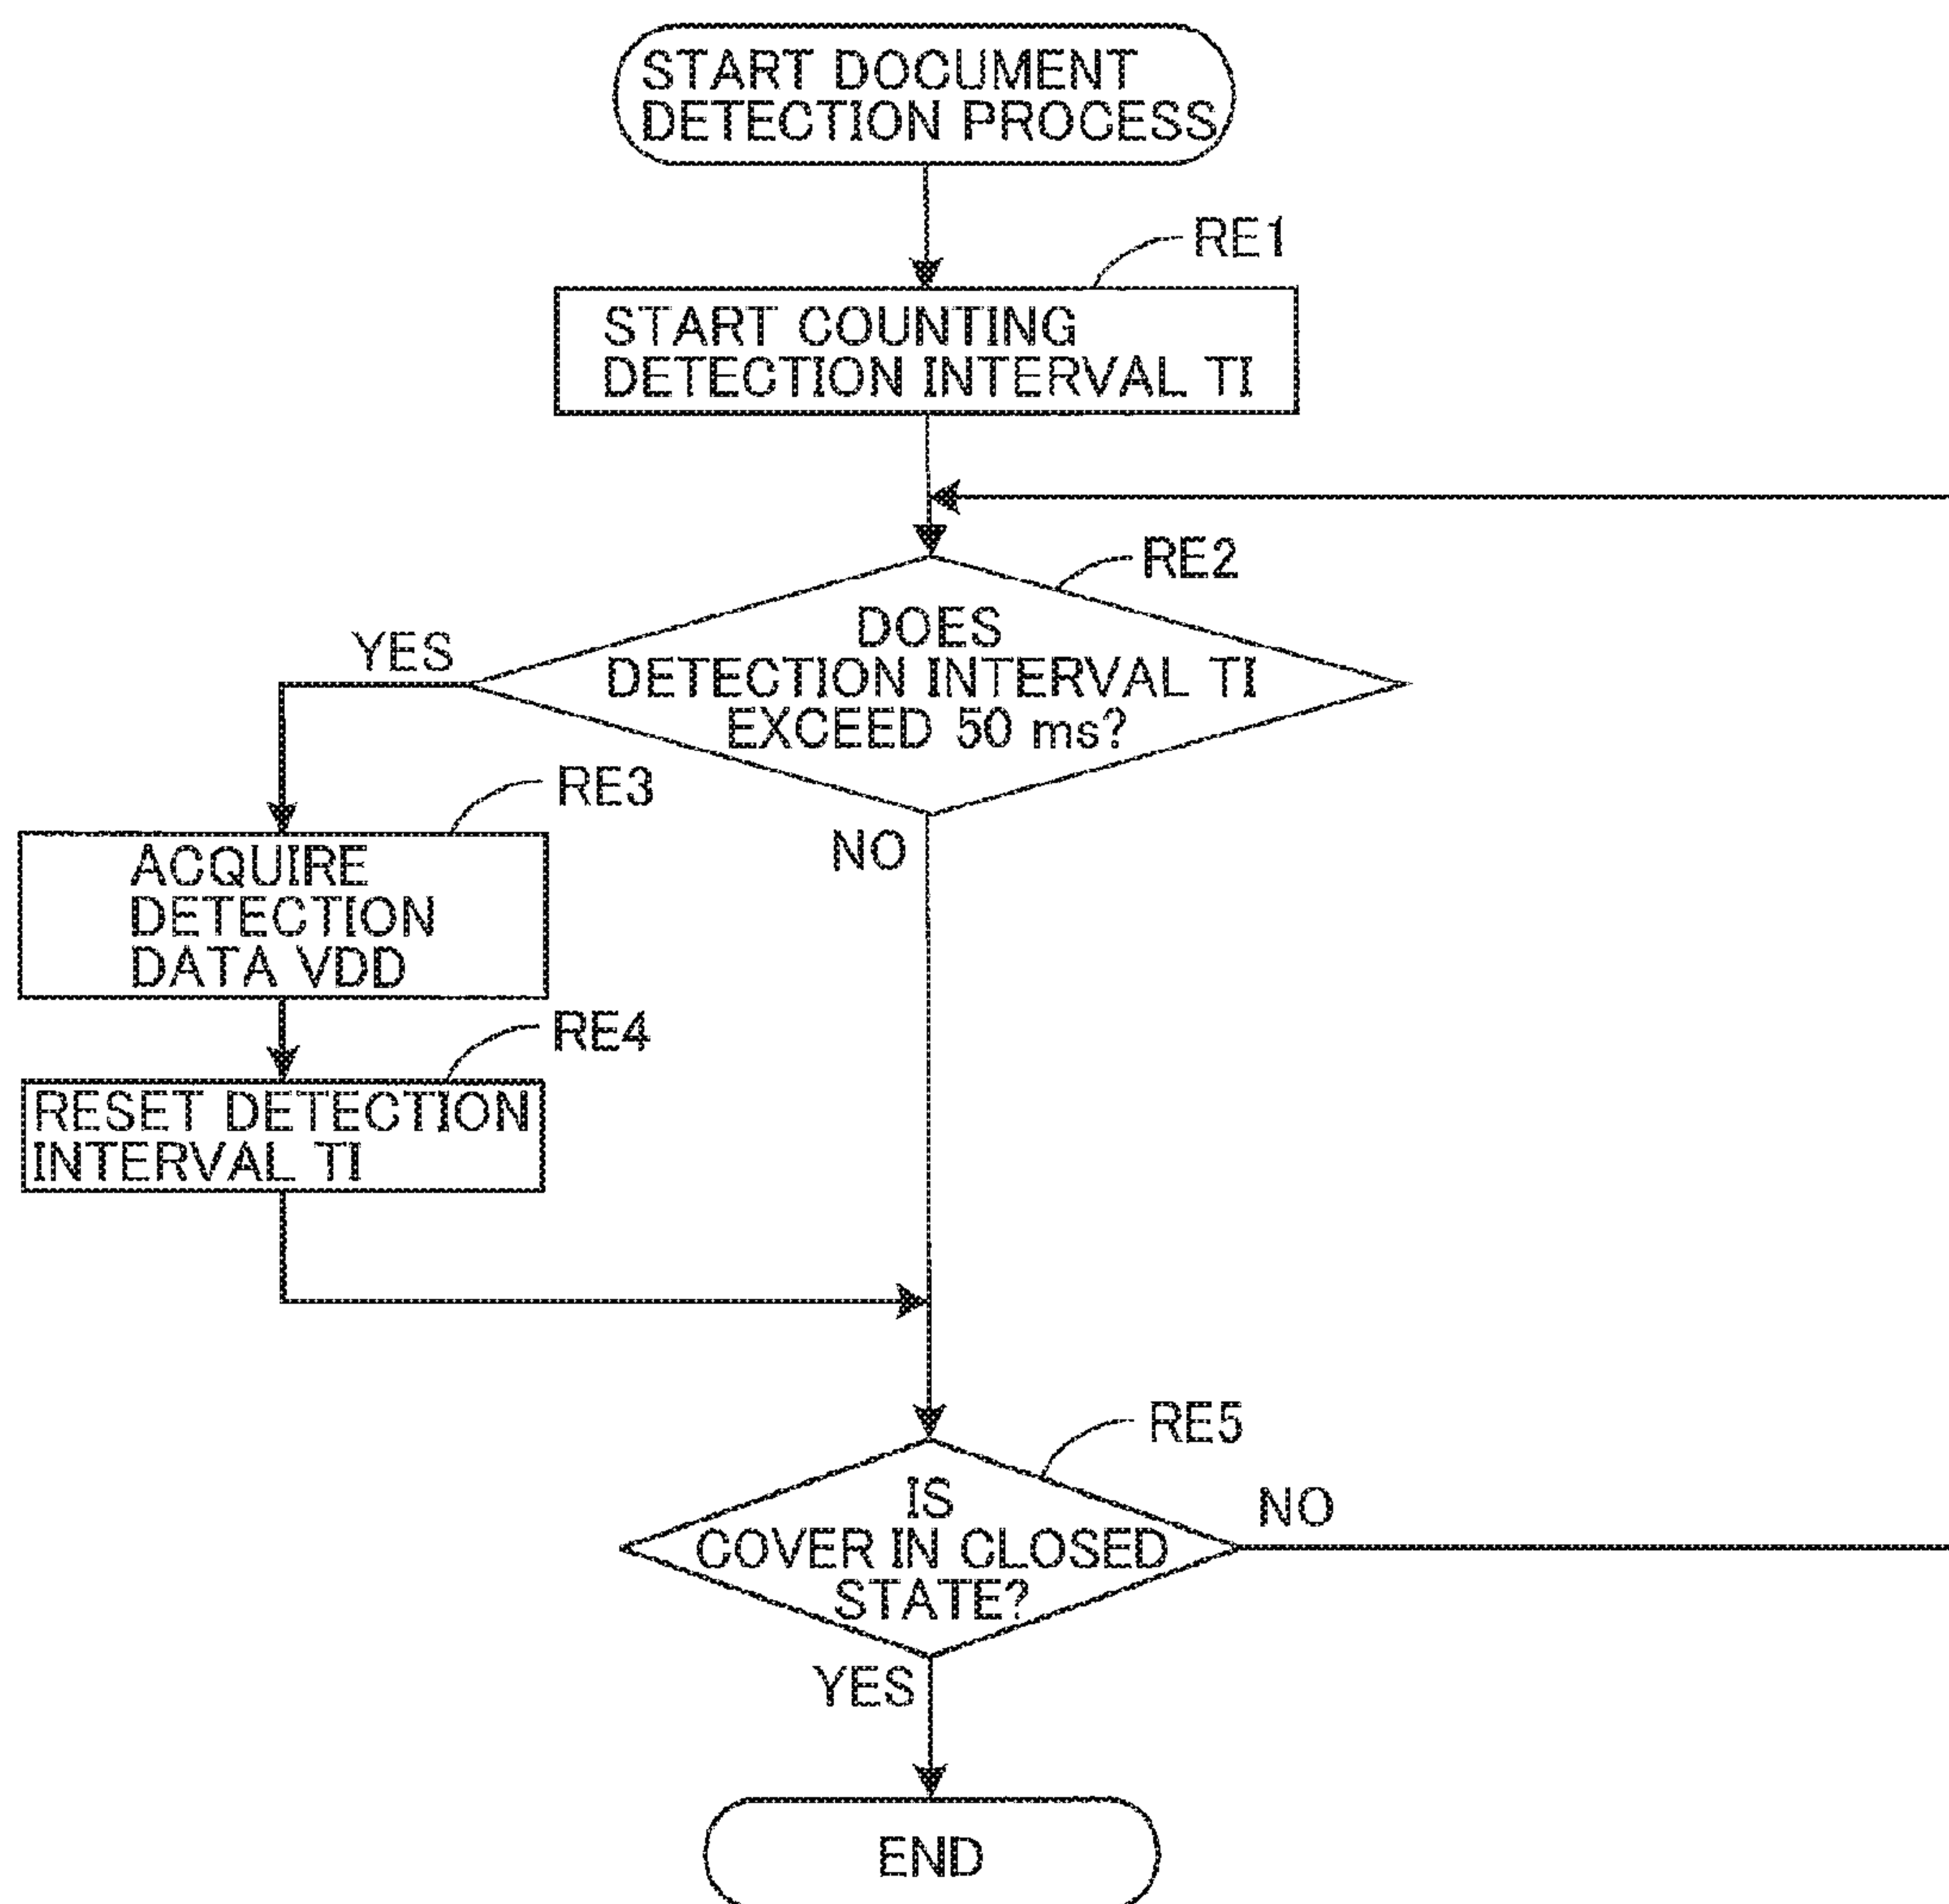 START DOCUMENT
DETECTION PROCESS
RE1
START COUNTING
DETECTION INTERVAL TI
RE2
DOES
DETECTION INTERVAL TI
EXCEED 50 ms?
YES
NO
RE3
ACQUIRE
DETECTION
DATA VDD
RE4
RESET DETECTION
INTERVAL TI
RE5
IS
COVER IN CLOSED
STATE?
NO
YES
END